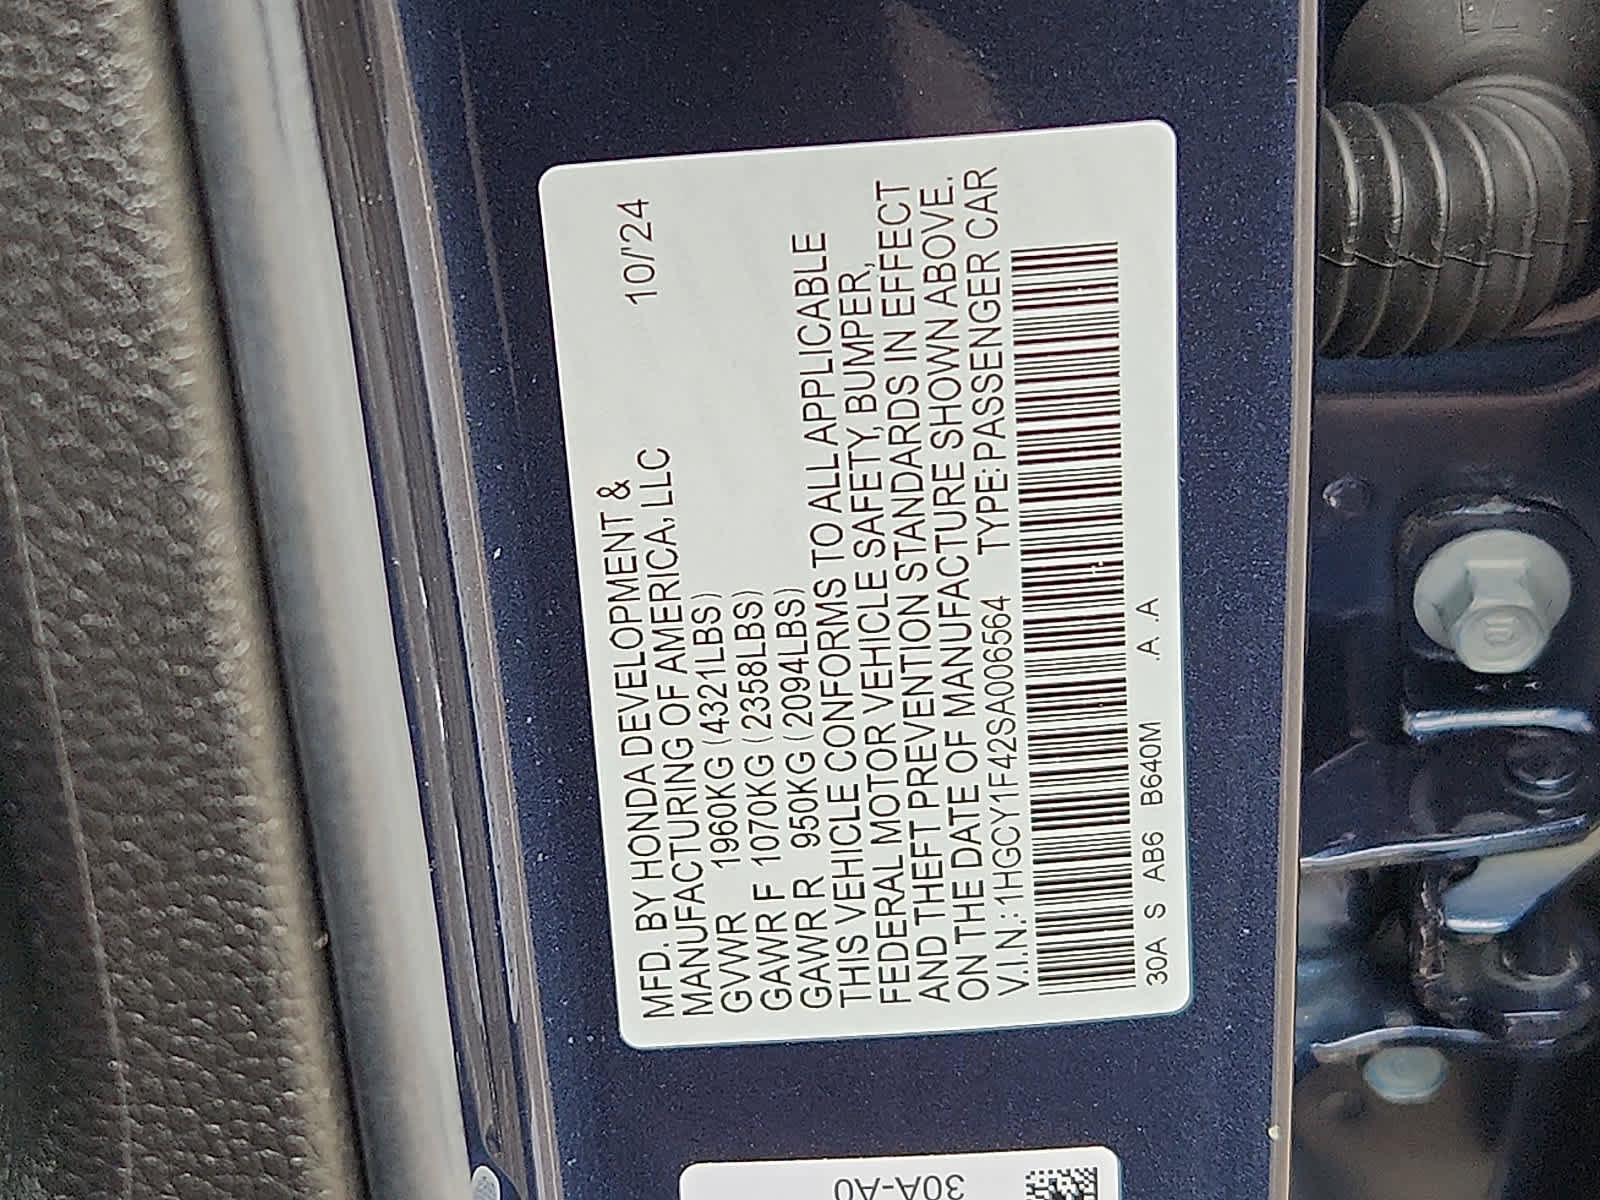 MFD. BY HONDA DEVELOPMENT &
MANUFACTURING OF AMERICA, LLC 10/'24
GVWR 1960KG (4321LBS)
GAWR F 1070KG (2358LBS)
GAWR R 950KG (2094LBS)
THIS VEHICLE CONFORMS TO ALL APPLICABLE
FEDERAL MOTOR VEHICLE SAFETY, BUMPER,
AND THEFT PREVENTION STANDARDS IN EFFECT
ON THE DATE OF MANUFACTURE SHOWN ABOVE.
V.I.N.:1HGCY1F42SA006564 TYPE:PASSENGER CAR
30A S AB6 B640M .A .A
30A-A0